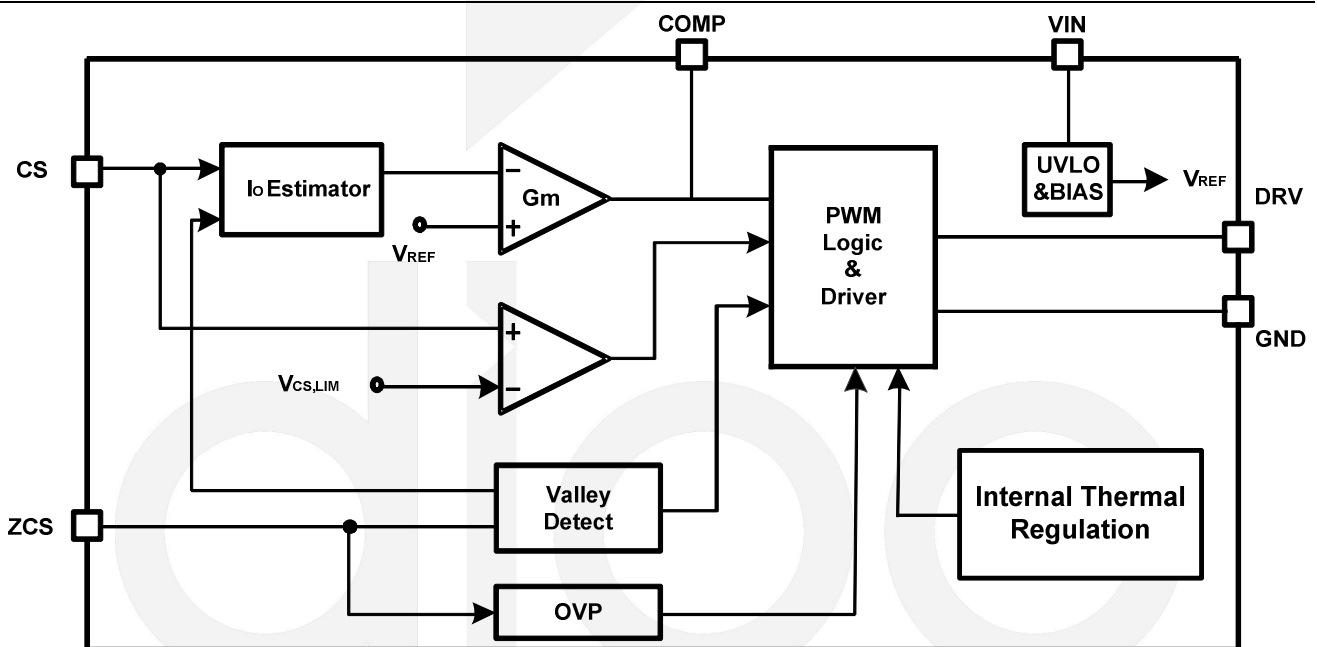 COMP
VIN
CS
IO Estimator
−
Gm
+
VREF
PWM
Logic
&
Driver
UVLO
&BIAS
VREF
DRV
GND
+
VCS,LIM
−
ZCS
Valley
Detect
Internal Thermal
Regulation
OVP
dioo